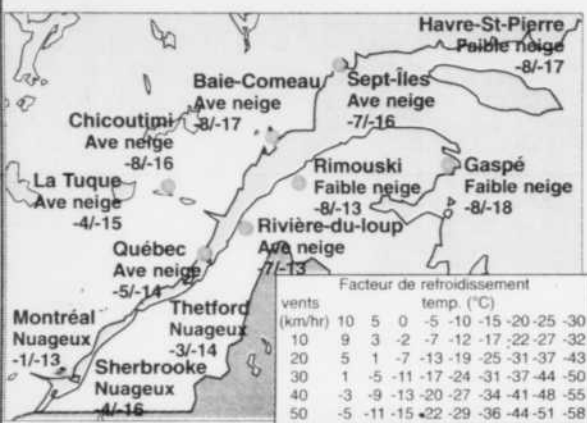 Havre-St-Pierre
Faible neige
-8/-17
Baie-Comeau
Ave neige
-8/-17
Sept-Îles
Ave neige
-7/-16
Chicoutimi
Ave neige
-8/-16
La Tuque
Ave neige
-4/-15
Rimouski
Faible neige
-8/-13
Gaspé
Faible neige
-8/-18
Québec
Ave neige
-5/-14
Rivière-du-loup
Ave neige
-7/-13
Montréal
Nuageux
-1/-13
Thetford
Nuageux
-3/-14
Sherbrooke
Nuageux
-4/-16
Facteur de refroidissement
vents temp. (°C)
(km/hr) 10 5 0 -5 -10 -15 -20 -25 -30
10 9 3 -2 -7 -12 -17 -22 -27 -32
20 5 1 -7 -13 -19 -25 -31 -37 -43
30 1 -5 -11 -17 -24 -31 -37 -44 -50
40 -3 -9 -13 -20 -27 -34 -41 -48 -55
50 -5 -11 -15 -22 -29 -36 -44 -51 -58